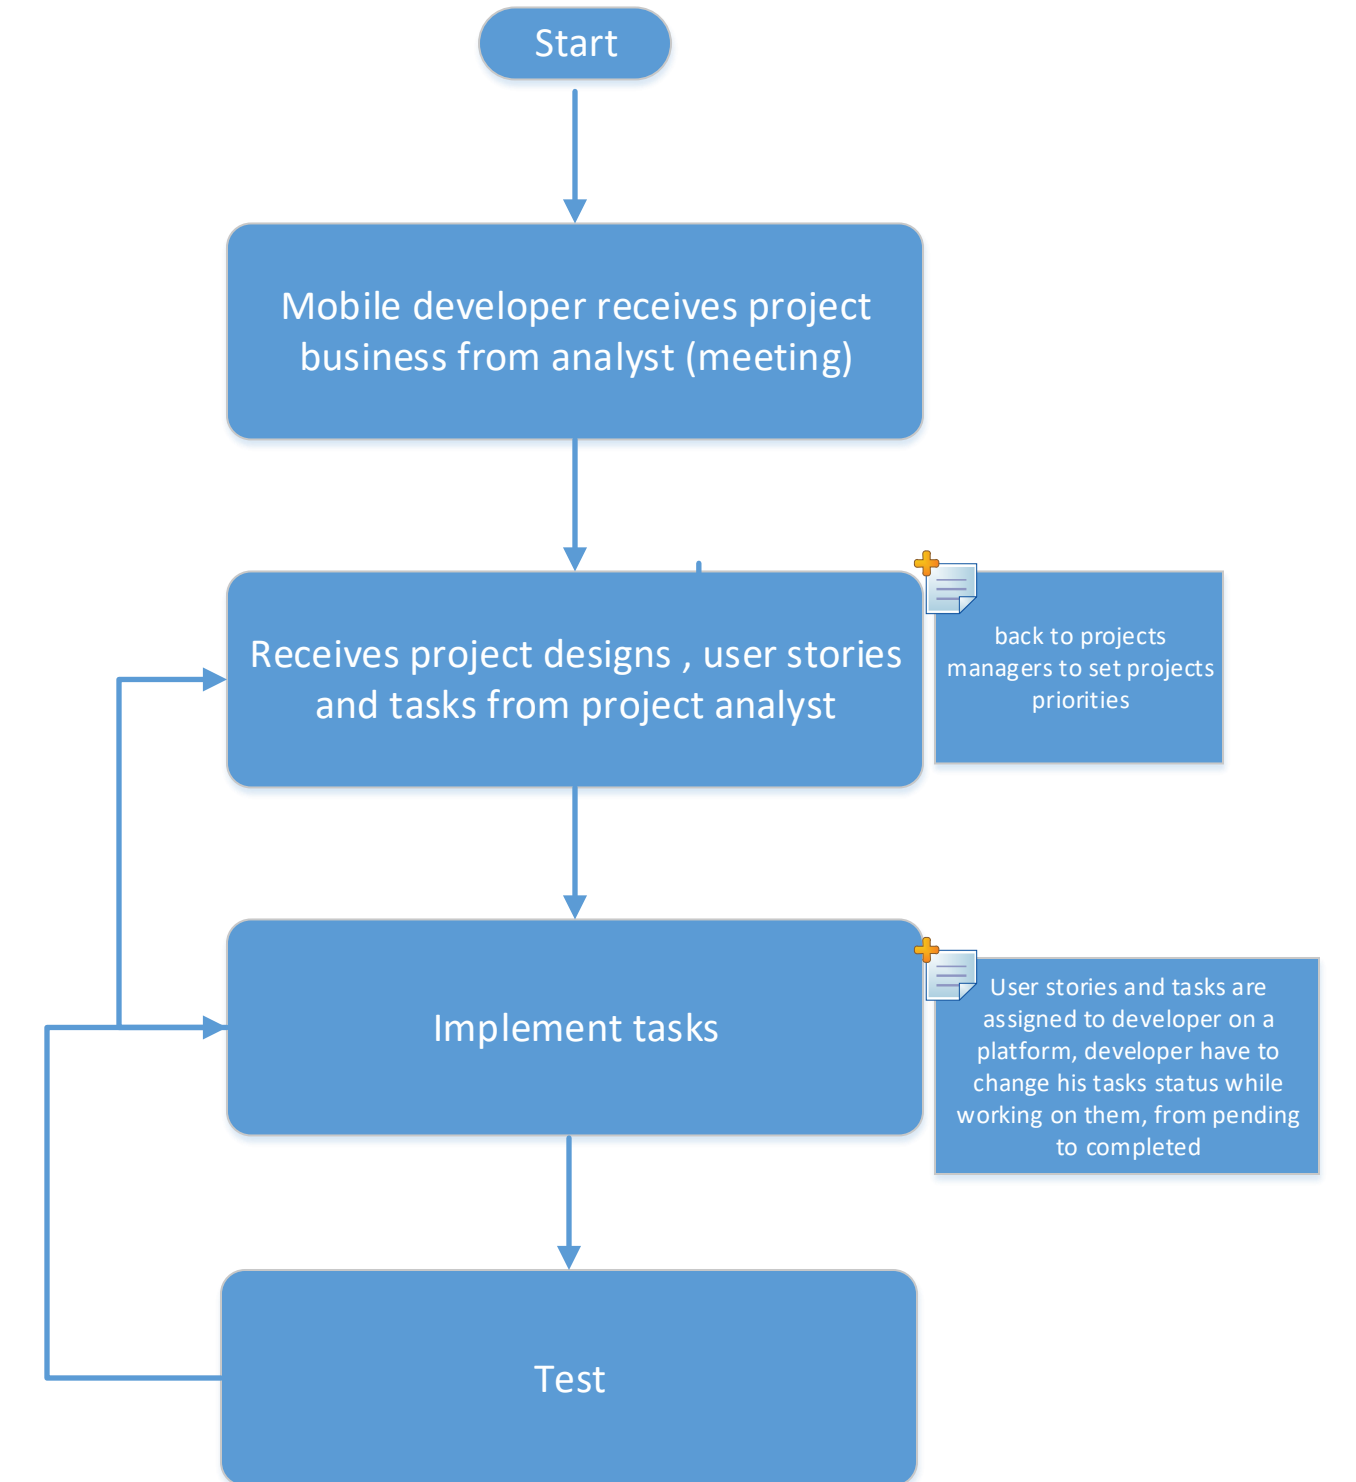 Start
Mobile developer receives project
business from analyst (meeting)
Receives project designs , user stories
and tasks from project analyst
back to projects
managers to set projects
priorities
Implement tasks
User stories and tasks are
assigned to developer on a
platform, developer have to
change his tasks status while
working on them, from pending
to completed
Test